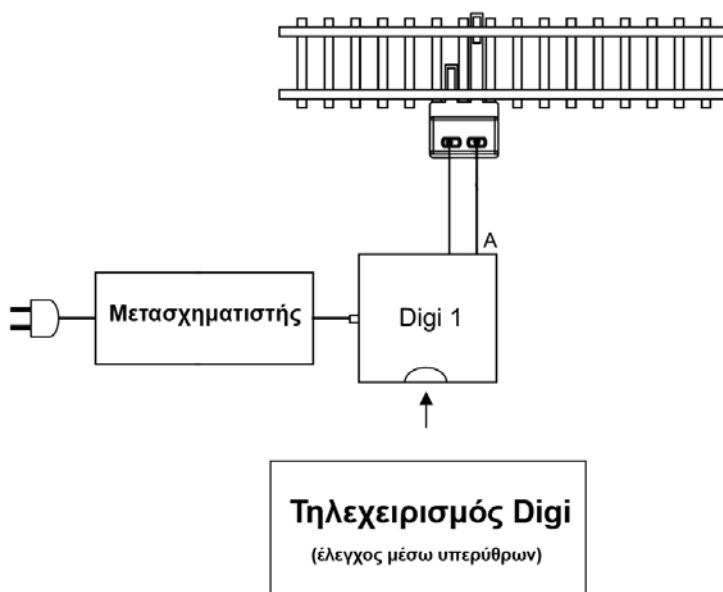 A
Μετασχηματιστής
Digi 1
Τηλεχειρισμός Digi
(έλεγχος μέσω υπερύθρων)